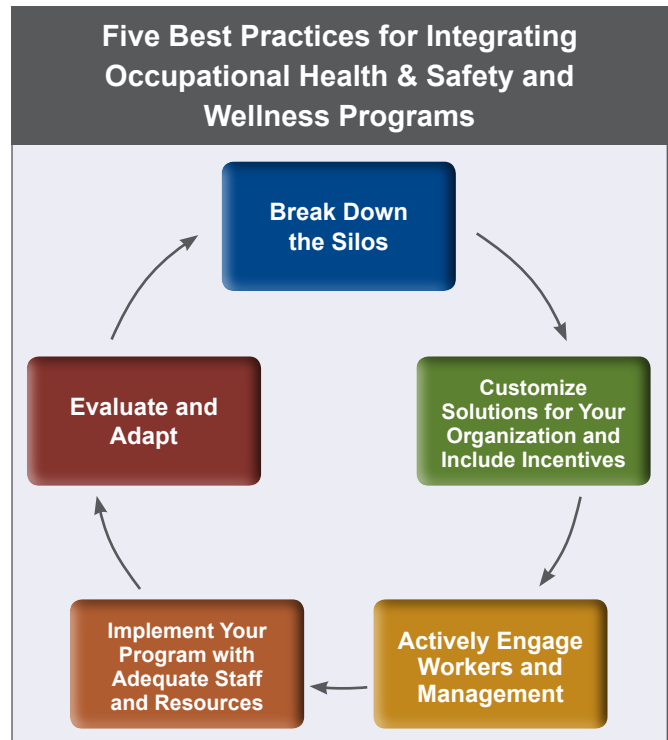 Five Best Practices for Integrating
Occupational Health & Safety and
Wellness Programs
Break Down
the Silos
Customize
Solutions for Your
Organization and
Include Incentives
Actively Engage
Workers and
Management
Implement Your
Program with
Adequate Staff
and Resources
Evaluate and
Adapt